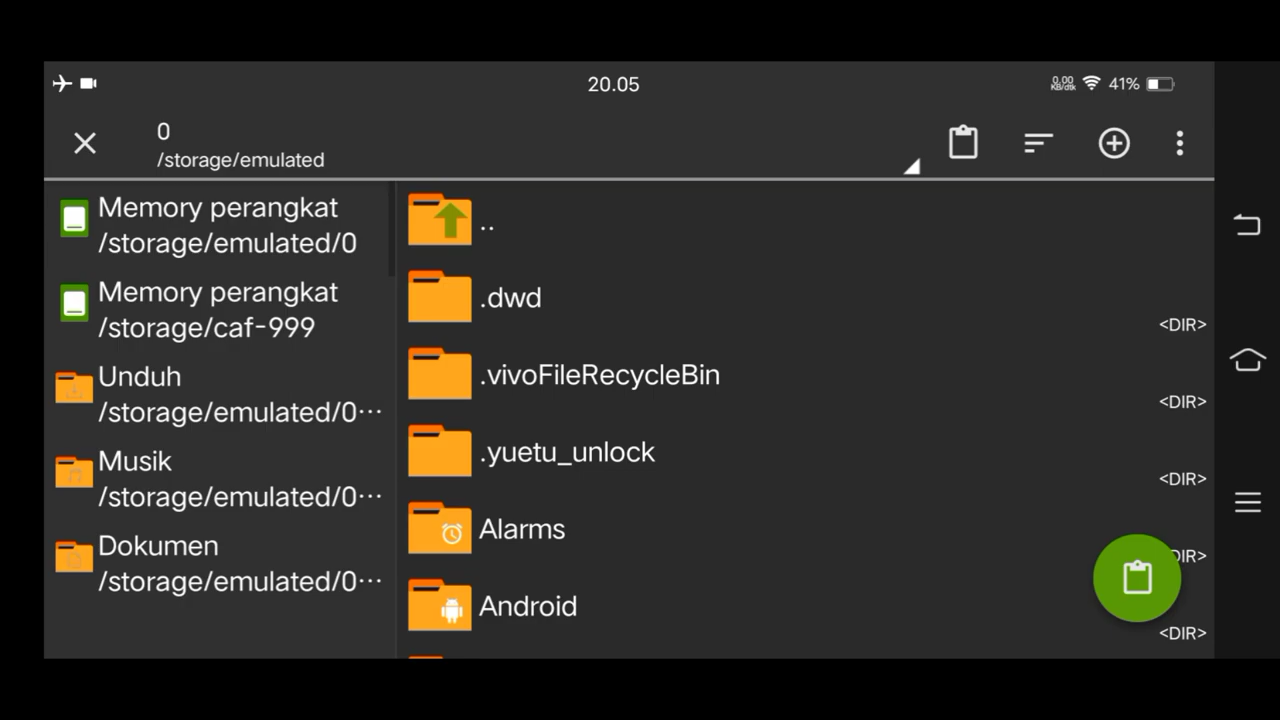 20.05
0.00
KB/dtk
41%
0
/storage/emulated
Memory perangkat
/storage/emulated/0
Memory perangkat
/storage/caf-999
Unduh
/storage/emulated/0···
Musik
/storage/emulated/0···
Dokumen
/storage/emulated/0···
..
.dwd
<DIR>
.vivoFileRecycleBin
<DIR>
.yuetu_unlock
<DIR>
Alarms
DIR>
Android
<DIR>